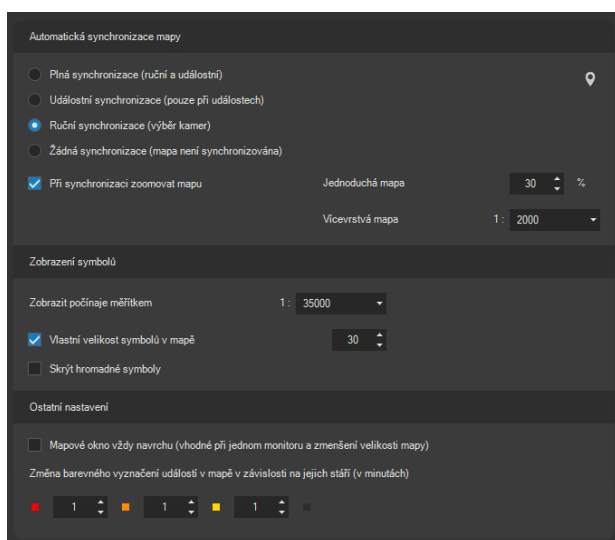 Automatická synchronizace mapy
Plná synchronizace (ruční a událostní)
Událostní synchronizace (pouze při událostech)
Ruční synchronizace (výběr kamer)
Žádná synchronizace (mapa není synchronizována)
Při synchronizaci zoomovat mapu Jednoduchá mapa 30 %
Vícevrstvá mapa 1 : 2000
Zobrazení symbolů
Zobrazit počínaje měřítkem 1 : 35000
Vlastní velikost symbolů v mapě 30
Skrýt hromadné symboly
Ostatní nastavení
Mapové okno vždy navrchu (vhodné při jednom monitoru a zmenšení velikosti mapy)
Změna barevného vyznačení událostí v mapě v závislosti na jejich stáří (v minutách)
1 1 1